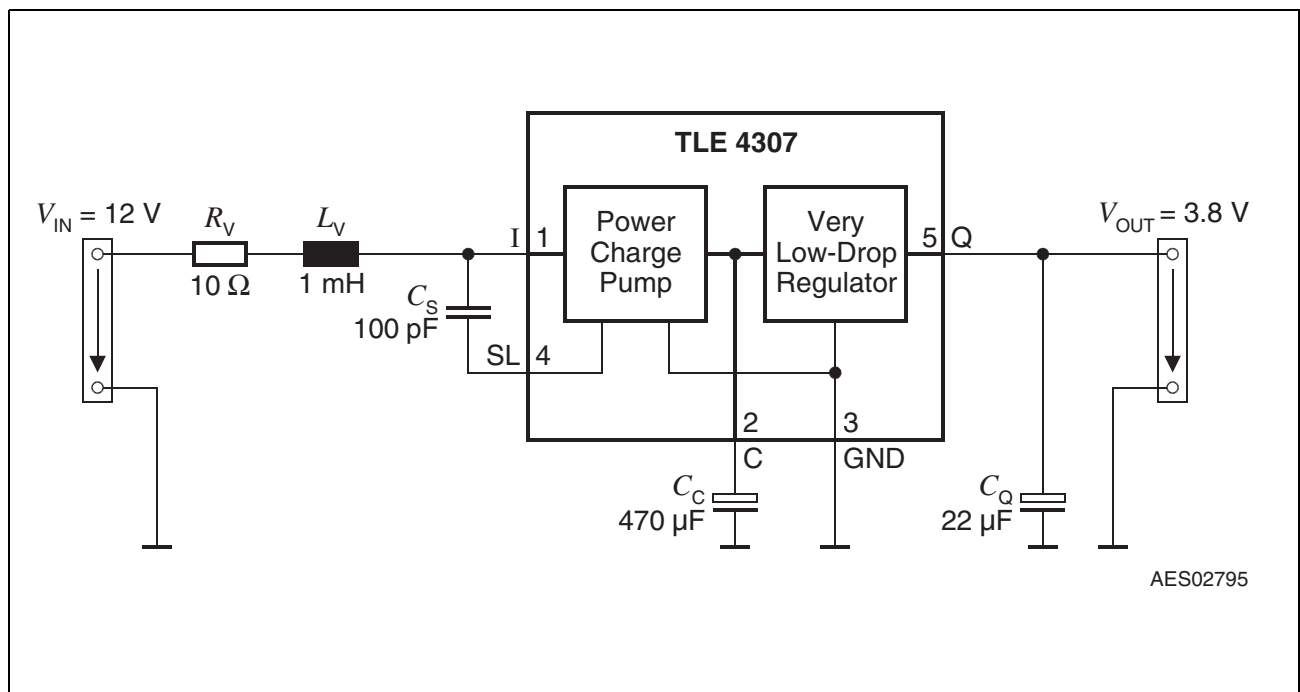 TLE 4307
V_IN = 12 V
R_V
L_V
10 Ω
1 mH
C_S
100 pF
I 1
SL 4
Power
Charge
Pump
Very
Low-Drop
Regulator
5 Q
V_OUT = 3.8 V
2
C
3
GND
C_C
470 µF
C_Q
22 µF
AES02795